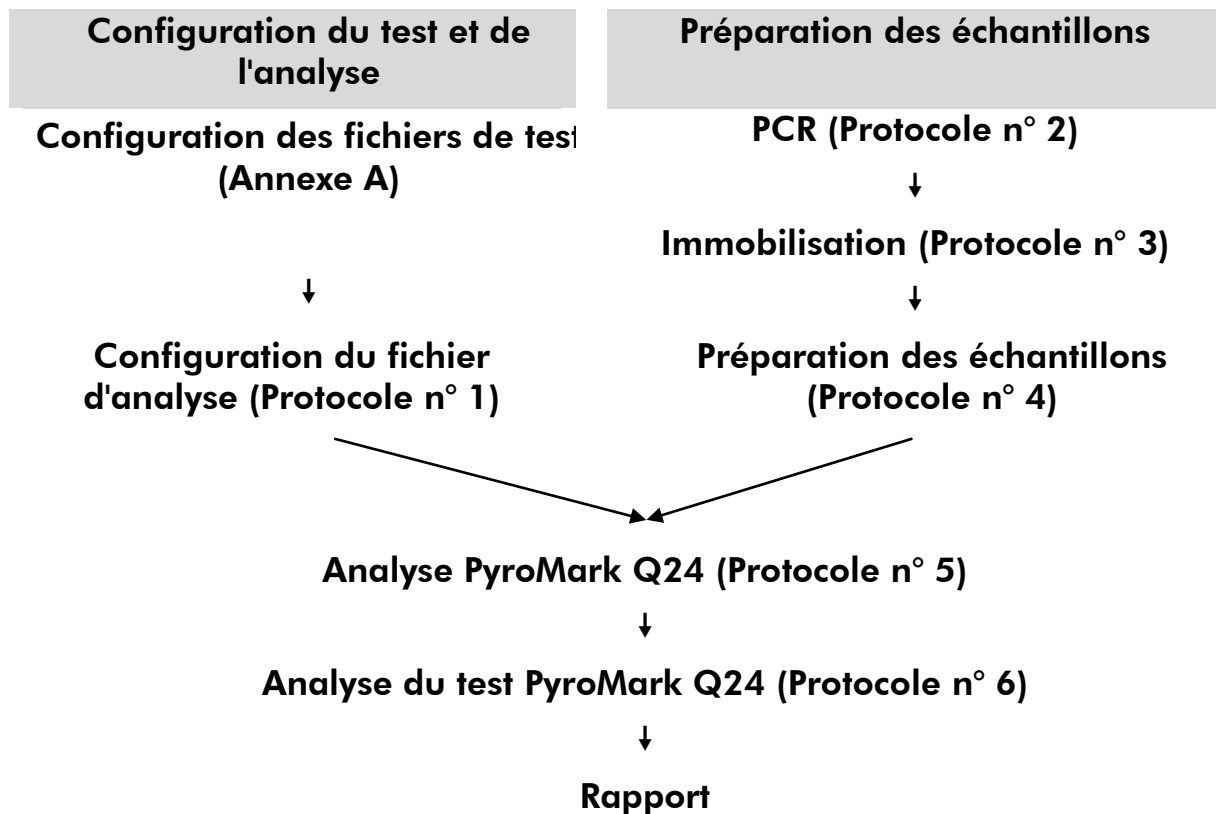 Configuration du test et de
l'analyse
Configuration des fichiers de test
(Annexe A)
Configuration du fichier
d'analyse (Protocole n° 1)
Préparation des échantillons
PCR (Protocole n° 2)
Immobilisation (Protocole n° 3)
Préparation des échantillons
(Protocole n° 4)
Analyse PyroMark Q24 (Protocole n° 5)
Analyse du test PyroMark Q24 (Protocole n° 6)
Rapport